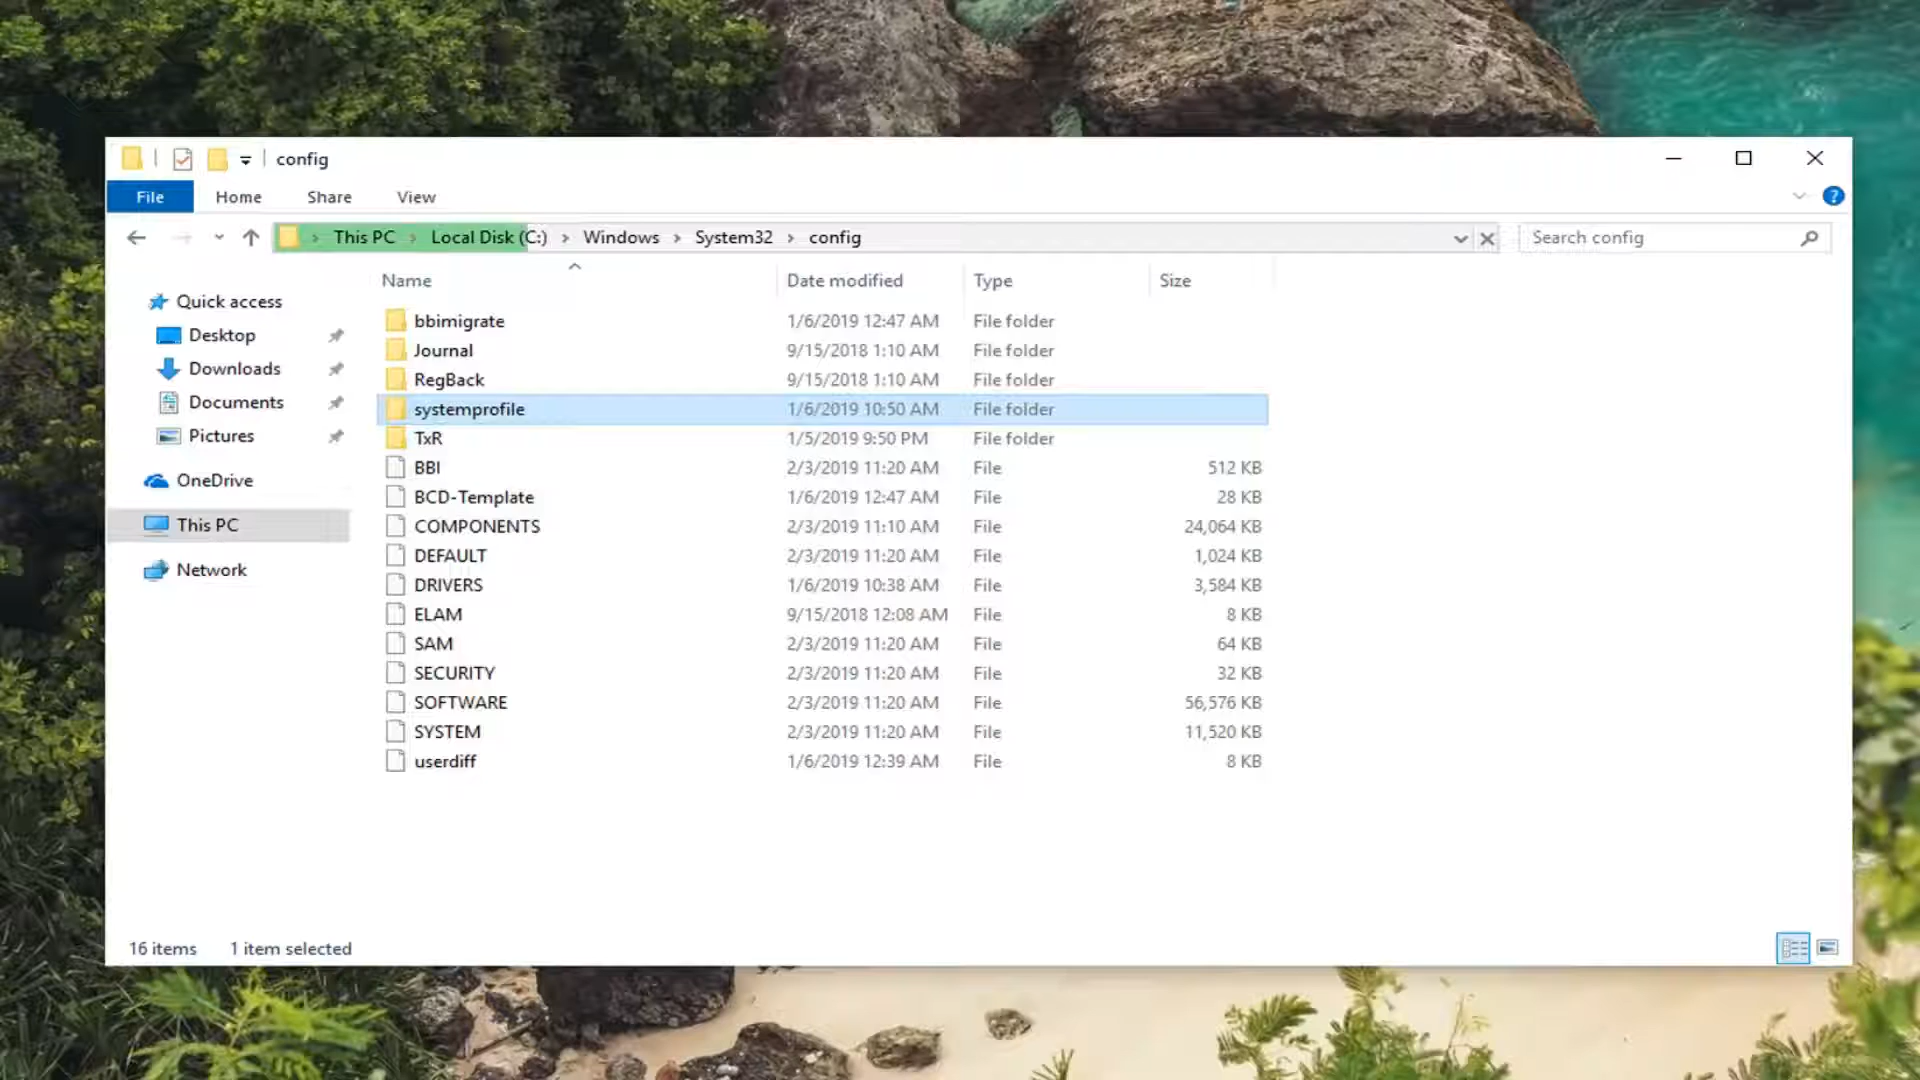 config
File Home Share View
This PC Local Disk (C:) Windows System32 config
Search config
Name Date modified Type Size
Quick access
Desktop
Downloads
Documents
Pictures
OneDrive
This PC
Network
bbimigrate 1/6/2019 12:47 AM File folder
Journal 9/15/2018 1:10 AM File folder
RegBack 9/15/2018 1:10 AM File folder
systemprofile 1/6/2019 10:50 AM File folder
TxR 1/5/2019 9:50 PM File folder
BBI 2/3/2019 11:20 AM File 512 KB
BCD-Template 1/6/2019 12:47 AM File 28 KB
COMPONENTS 2/3/2019 11:10 AM File 24,064 KB
DEFAULT 2/3/2019 11:20 AM File 1,024 KB
DRIVERS 1/6/2019 10:38 AM File 3,584 KB
ELAM 9/15/2018 12:08 AM File 8 KB
SAM 2/3/2019 11:20 AM File 64 KB
SECURITY 2/3/2019 11:20 AM File 32 KB
SOFTWARE 2/3/2019 11:20 AM File 56,576 KB
SYSTEM 2/3/2019 11:20 AM File 11,520 KB
userdiff 1/6/2019 12:39 AM File 8 KB
16 items 1 item selected